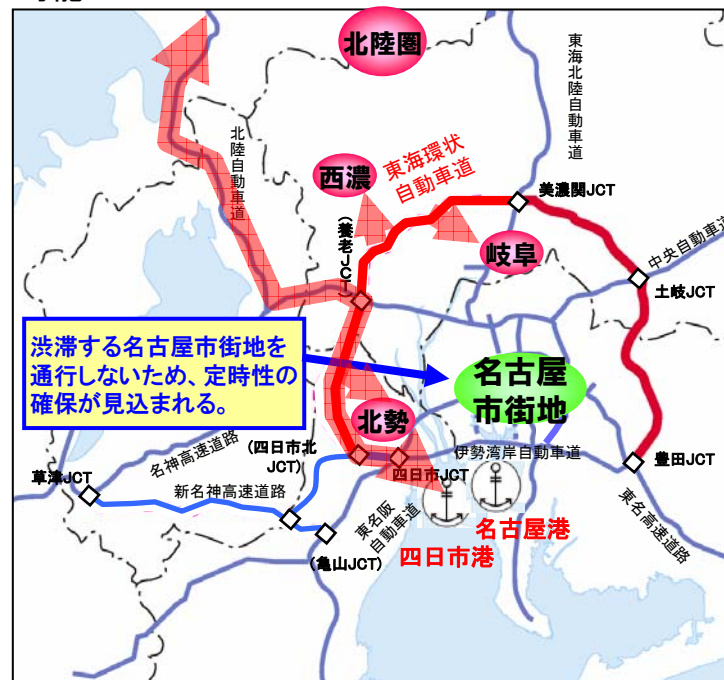 北陸圏
東海北陸自動車道
北陸自動車道
東海環状
自動車道
西濃
美濃関JCT
(養老JCT)
岐阜
中央自動車道
土岐JCT
渋滞する名古屋市街地を
通行しないため、定時性の
確保が見込まれる。
名古屋
市街地
北勢
(四日市北
JCT)
伊勢湾岸自動車道
名神高速道路
四日市JCT
豊田JCT
草津JCT
新名神高速道路
東名阪
自動車道
名古屋港
東名高速道路
四日市港
(亀山JCT)